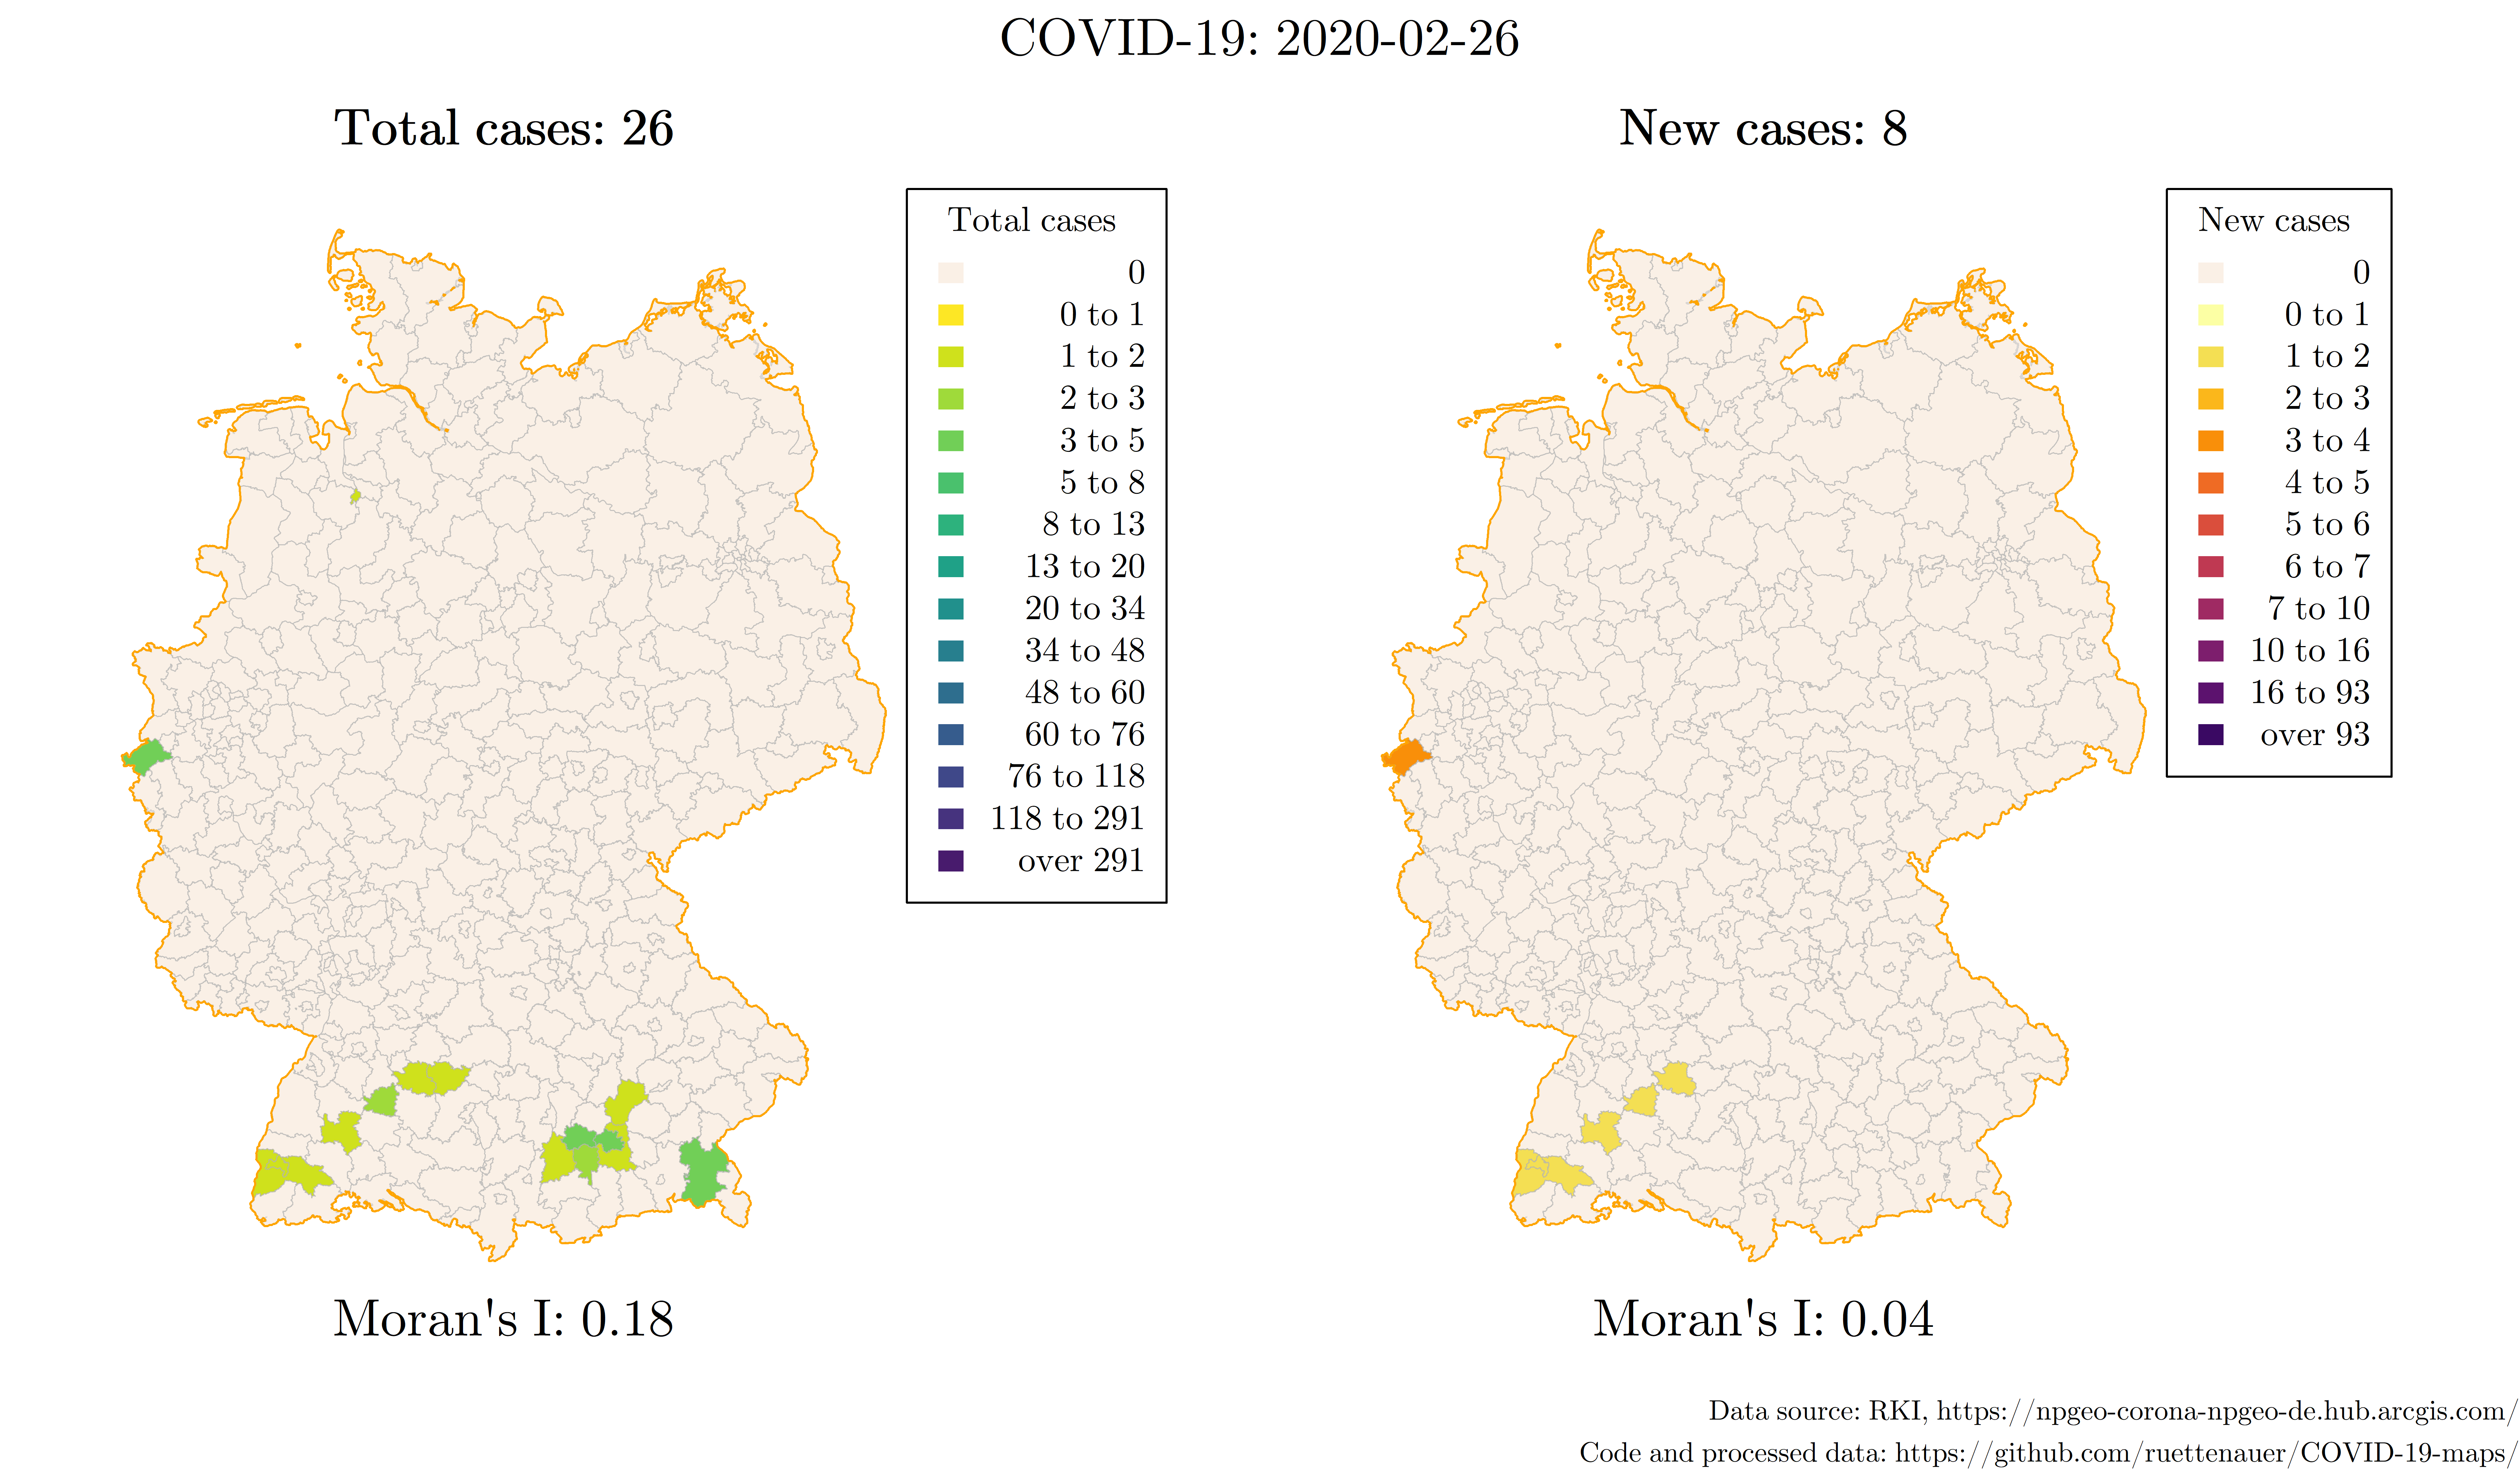 COVID-19: 2020-02-26
Total cases: 26
Total cases
0
0 to 1
1 to 2
2 to 3
3 to 5
5 to 8
8 to 13
13 to 20
20 to 34
34 to 48
48 to 60
60 to 76
76 to 118
118 to 291
over 291
Moran's I: 0.18
New cases: 8
New cases
0
0 to 1
1 to 2
2 to 3
3 to 4
4 to 5
5 to 6
6 to 7
7 to 10
10 to 16
16 to 93
over 93
Moran's I: 0.04
Data source: RKI, https://npgeo-corona-npgeo-de.hub.arcgis.com/
Code and processed data: https://github.com/ruettenauer/COVID-19-maps/